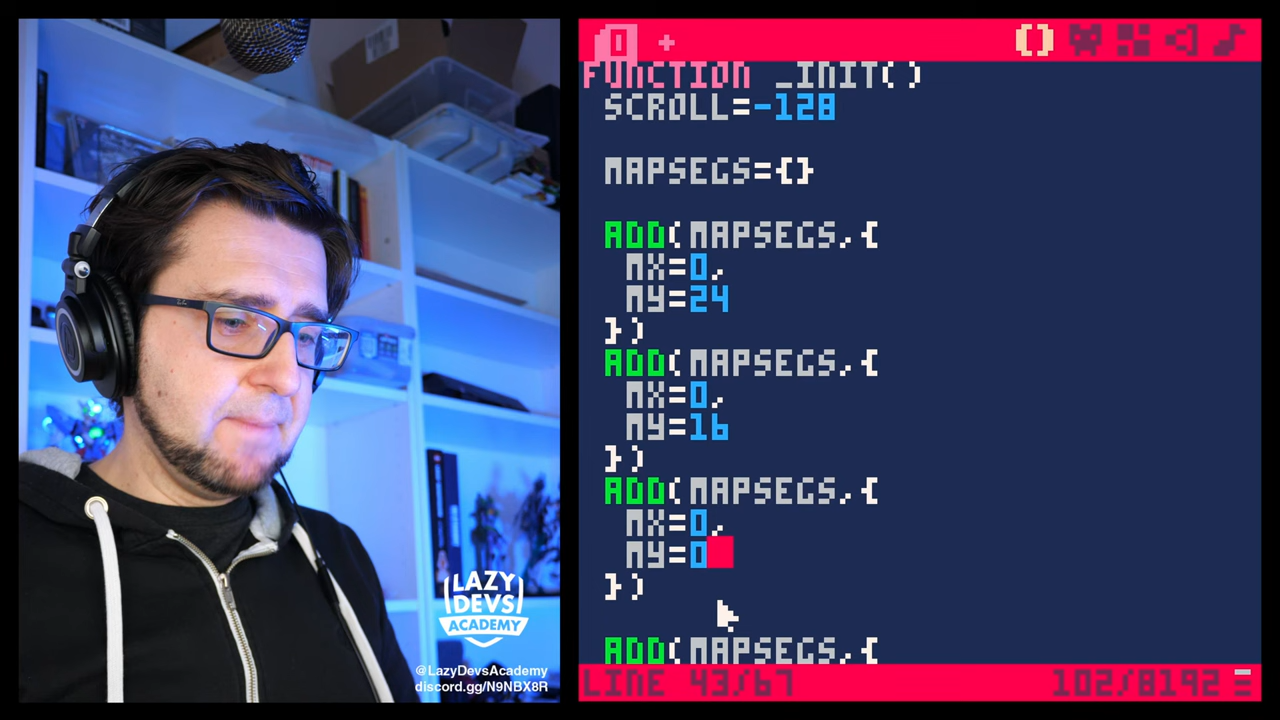 LAZY
DEVS
ACADEMY
@LazyDevsAcademy
discord.gg/N9NBX8R
0 +
FUNCTION _INIT()
SCROLL=-128
MAPSEGS={}
ADD(MAPSEGS,{
MX=0,
MY=24
})
ADD(MAPSEGS,{
MX=0,
MY=16
})
ADD(MAPSEGS,{
MX=0,
MY=0
})
ADD(MAPSEGS,{
LINE 43/67
102/8192